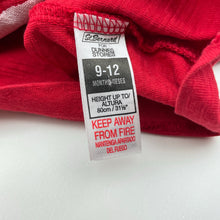 St Bernard
FOR
DUNNES
STORES
9-12
MONTHS/MESES
HEIGHT UP TO/
ALTURA
80cm/31½"
KEEP AWAY
FROM FIRE
MANTENGA APARTADO
DEL FUEGO